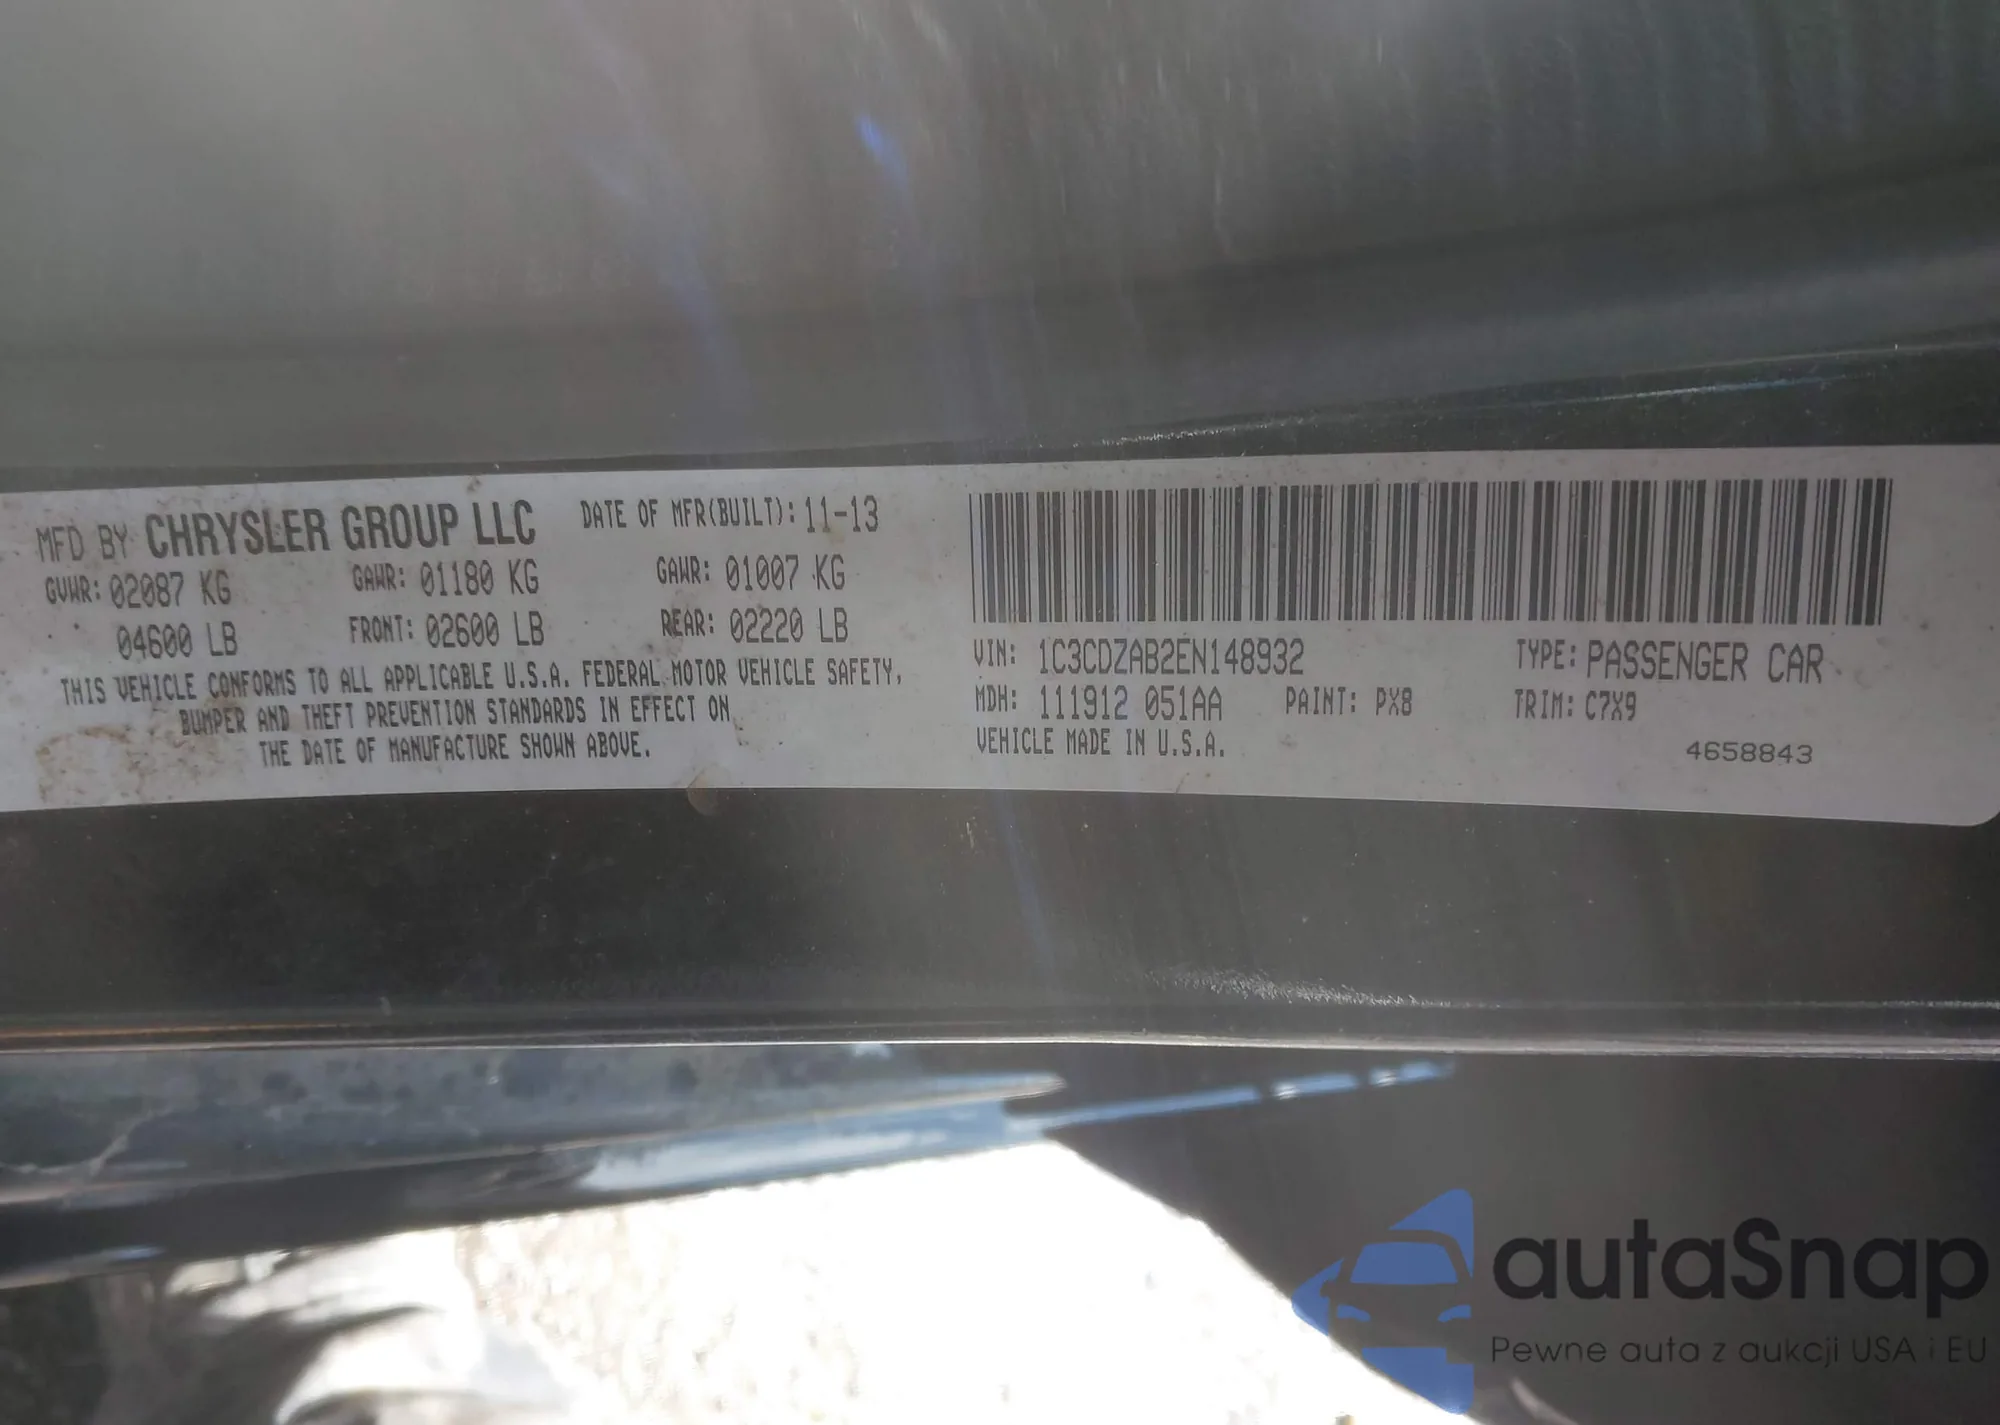 MFD BY CHRYSLER GROUP LLC DATE OF MFR(BUILT): 11-13
GVWR: 02087 KG GAWR: 01180 KG GAWR: 01007 KG
04600 LB FRONT: 02600 LB REAR: 02220 LB
THIS VEHICLE CONFORMS TO ALL APPLICABLE U.S.A. FEDERAL MOTOR VEHICLE SAFETY,
BUMPER AND THEFT PREVENTION STANDARDS IN EFFECT ON
THE DATE OF MANUFACTURE SHOWN ABOVE.
VIN: 1C3CDZAB2EN148932 TYPE: PASSENGER CAR
MDH: 111912 051AA PAINT: PX8 TRIM: C7X9
VEHICLE MADE IN U.S.A.
4658843
autaSnap
Pewne auta z aukcji USA i EU